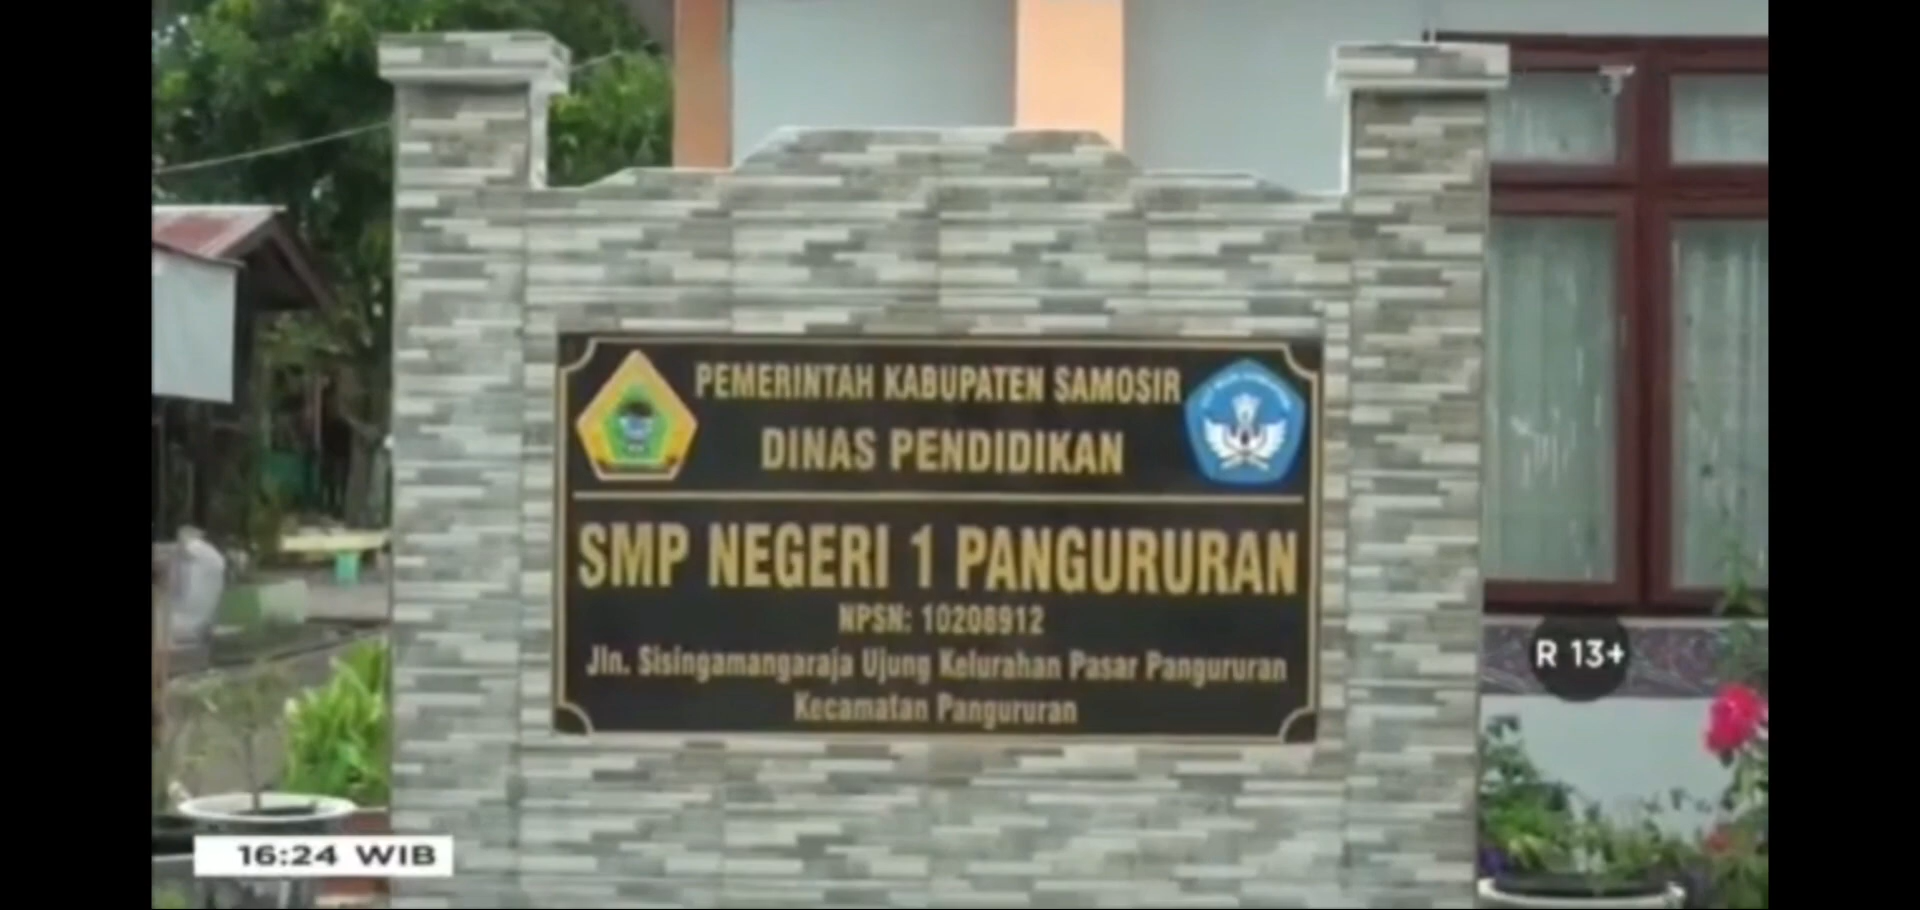 PEMERINTAH KABUPATEN SAMOSIR
DINAS PENDIDIKAN
SMP NEGERI 1 PANGURURAN
NPSN: 10208912
Jln. Sisingamangaraja Ujung Kelurahan Pasar Pangururan
Kecamatan Pangururan
R 13+
16:24 WIB